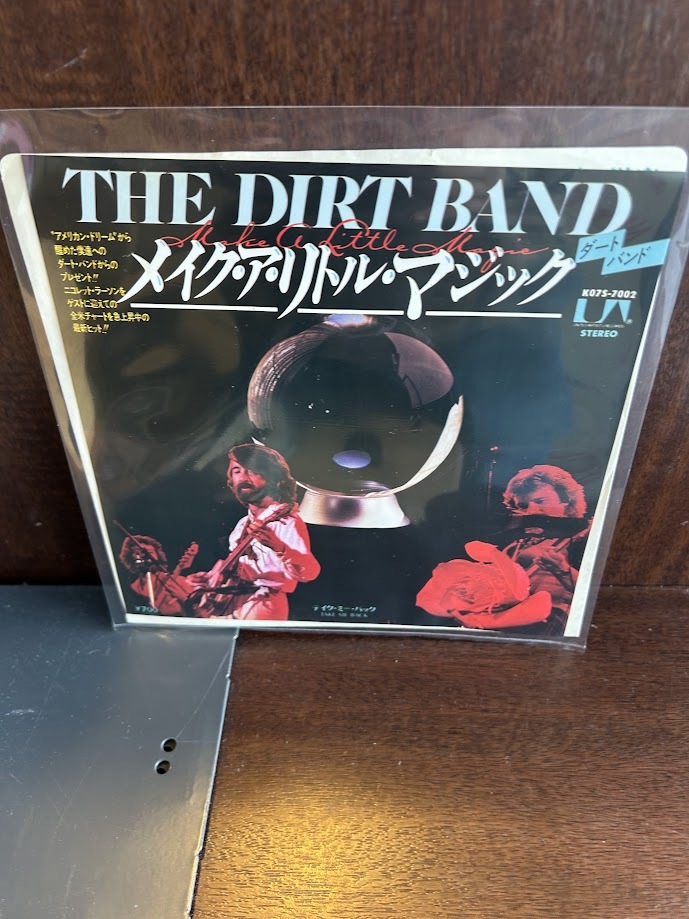 THE DIRT BAND
Make A Little Magic
メイク・ア・リトル・マジック
ダート
バンド
"アメリカン・ドリーム"から
醒めた僕達への
ダート・バンドからの
プレゼント!!
ニコレット・ラーソンを
ゲストに迎えての
全米チャートを急上昇中の
最新ヒット!!
K07S-7002
UA
STEREO
¥700
テイク・ミー・バック
TAKE ME BACK